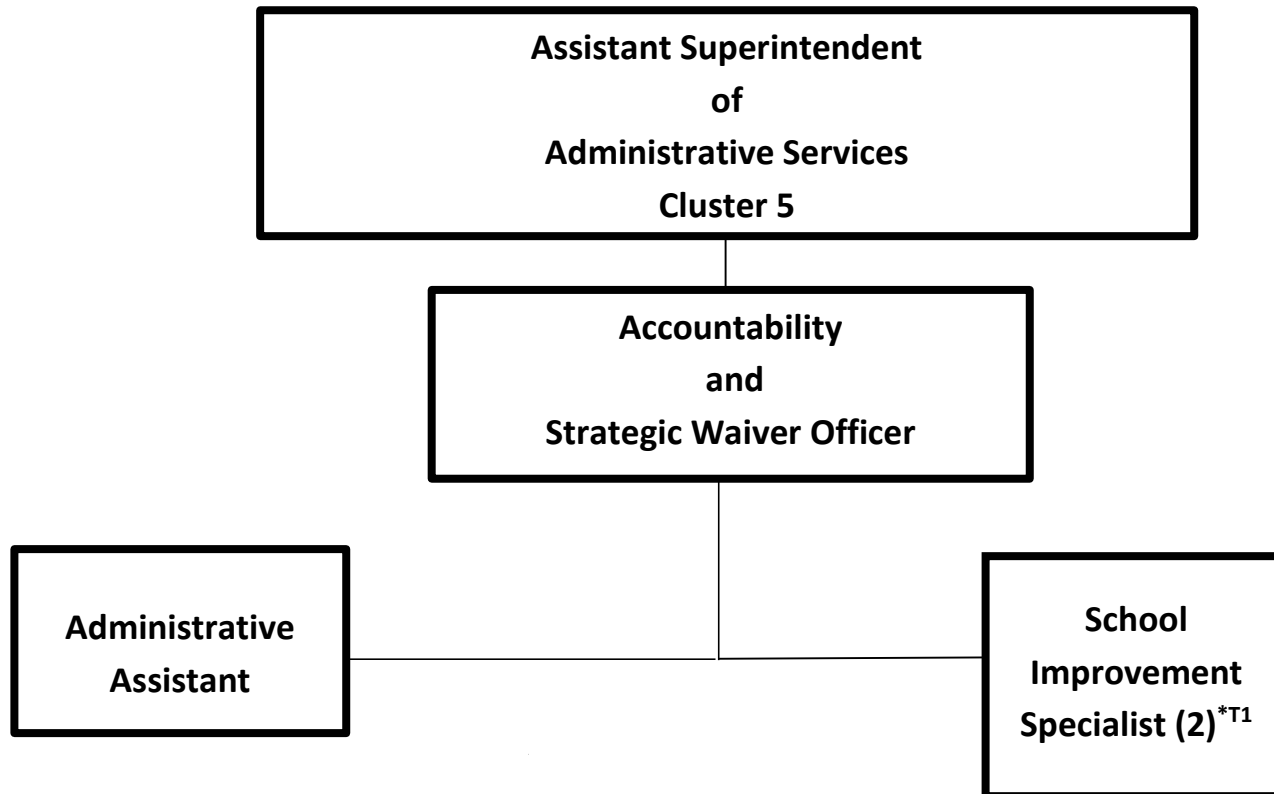 Assistant Superintendent
of
Administrative Services
Cluster 5
Accountability
and
Strategic Waiver Officer
Administrative
Assistant
School
Improvement
Specialist (2)*T1